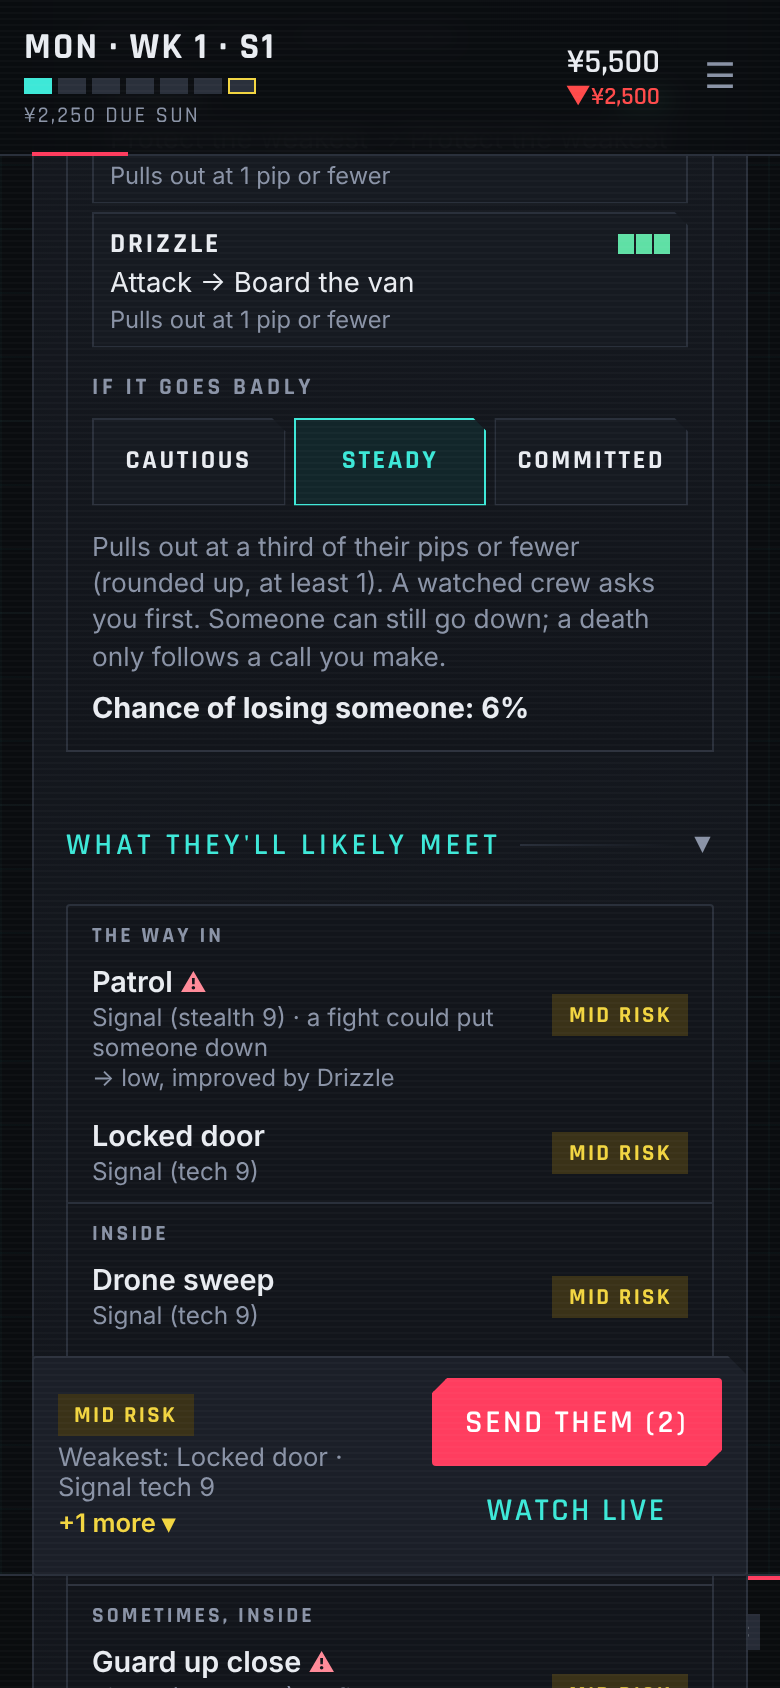 MON · WK 1 · S1
¥2,250 DUE SUN
¥5,500
▼¥2,500
☰
Pulls out at 1 pip or fewer
DRIZZLE
Attack → Board the van
Pulls out at 1 pip or fewer
IF IT GOES BADLY
CAUTIOUS
STEADY
COMMITTED
Pulls out at a third of their pips or fewer
(rounded up, at least 1). A watched crew asks
you first. Someone can still go down; a death
only follows a call you make.
Chance of losing someone: 6%
WHAT THEY'LL LIKELY MEET ▼
THE WAY IN
Patrol ⚠
Signal (stealth 9) · a fight could put
someone down
→ low, improved by Drizzle
MID RISK
Locked door
Signal (tech 9)
MID RISK
INSIDE
Drone sweep
Signal (tech 9)
MID RISK
MID RISK
Weakest: Locked door ·
Signal tech 9
+1 more ▼
SEND THEM (2)
WATCH LIVE
SOMETIMES, INSIDE
Guard up close ⚠
MID RISK